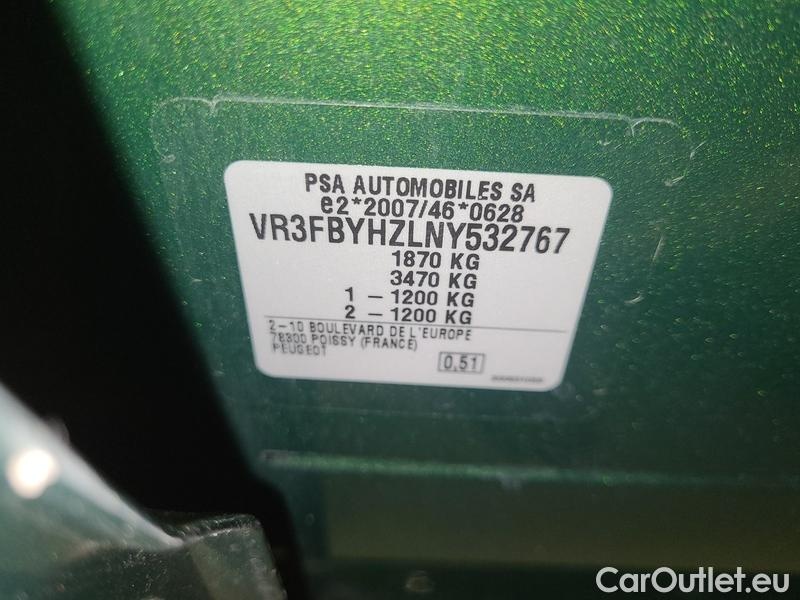 PSA AUTOMOBILES SA
e2*2007/46*0628
VR3FBYHZLNY532767
1870 KG
3470 KG
1 - 1200 KG
2 - 1200 KG
2-10 BOULEVARD DE L'EUROPE
78300 POISSY (FRANCE)
PEUGEOT
0,51
CarOutlet.eu